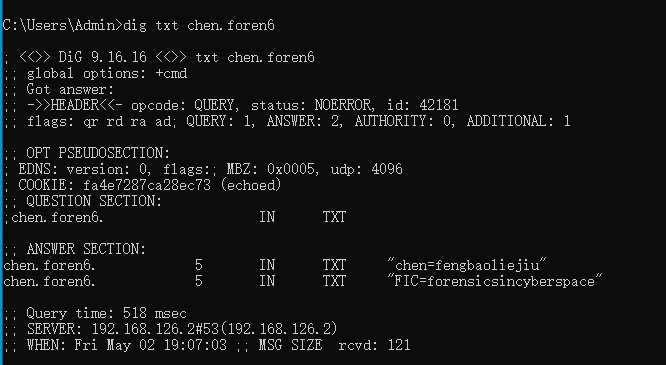 C:\Users\Admin>dig txt chen.foren6
; <<>> DiG 9.16.16 <<>> txt chen.foren6
;; global options: +cmd
;; Got answer:
;; ->>HEADER<<- opcode: QUERY, status: NOERROR, id: 42181
;; flags: qr rd ra ad; QUERY: 1, ANSWER: 2, AUTHORITY: 0, ADDITIONAL: 1
;; OPT PSEUDOSECTION:
; EDNS: version: 0, flags:; MBZ: 0x0005, udp: 4096
; COOKIE: fa4e7287ca28ec73 (echoed)
;; QUESTION SECTION:
;chen.foren6. IN TXT
;; ANSWER SECTION:
chen.foren6. 5 IN TXT "chen=fengbaoliejiu"
chen.foren6. 5 IN TXT "FIC=forensicsincyberspace"
;; Query time: 518 msec
;; SERVER: 192.168.126.2#53(192.168.126.2)
;; WHEN: Fri May 02 19:07:03 ;; MSG SIZE rcvd: 121